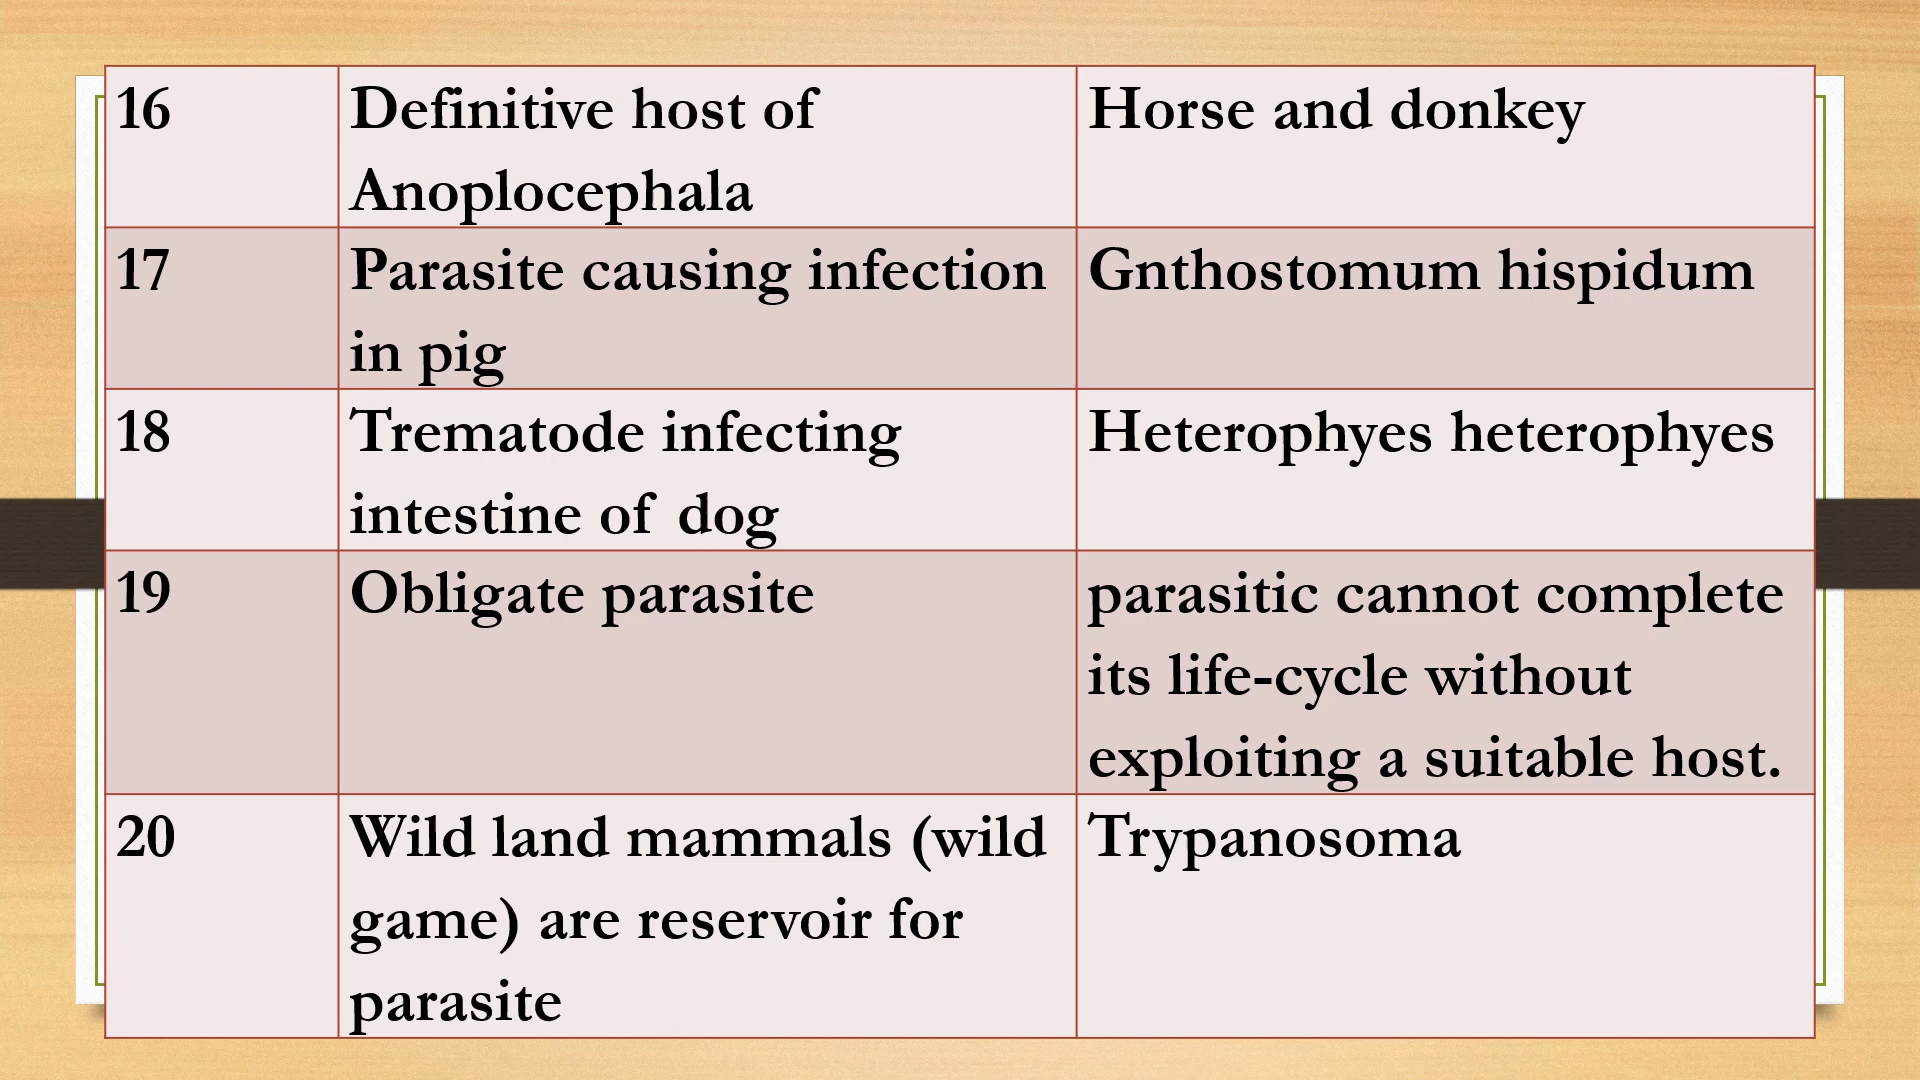 16
Definitive host of
Anoplocephala
Horse and donkey
17
Parasite causing infection
in pig
Gnthostomum hispidum
18
Trematode infecting
intestine of dog
Heterophyes heterophyes
19
Obligate parasite
parasitic cannot complete
its life-cycle without
exploiting a suitable host.
20
Wild land mammals (wild
game) are reservoir for
parasite
Trypanosoma